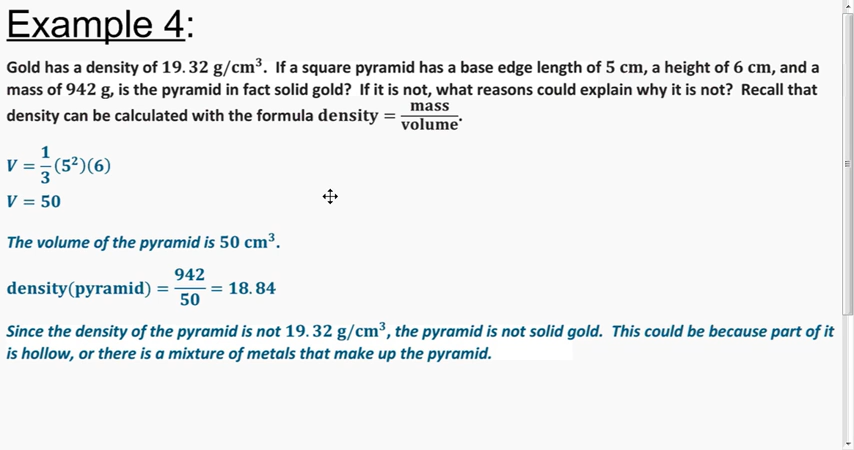 Example 4:
Gold has a density of 19.32 g/cm³. If a square pyramid has a base edge length of 5 cm, a height of 6 cm, and a
mass of 942 g, is the pyramid in fact solid gold? If it is not, what reasons could explain why it is not? Recall that
density can be calculated with the formula density = mass/volume.
V = 1/3 (5²)(6)
V = 50
The volume of the pyramid is 50 cm³.
density(pyramid) = 942/50 = 18.84
Since the density of the pyramid is not 19.32 g/cm³, the pyramid is not solid gold. This could be because part of it
is hollow, or there is a mixture of metals that make up the pyramid.